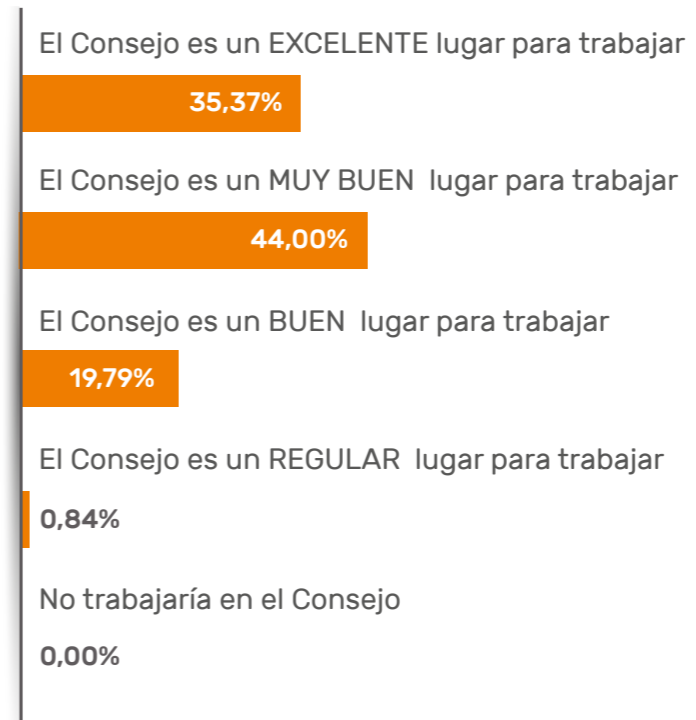 El Consejo es un EXCELENTE lugar para trabajar
35,37%
El Consejo es un MUY BUEN lugar para trabajar
44,00%
El Consejo es un BUEN lugar para trabajar
19,79%
El Consejo es un REGULAR lugar para trabajar
0,84%
No trabajaría en el Consejo
0,00%